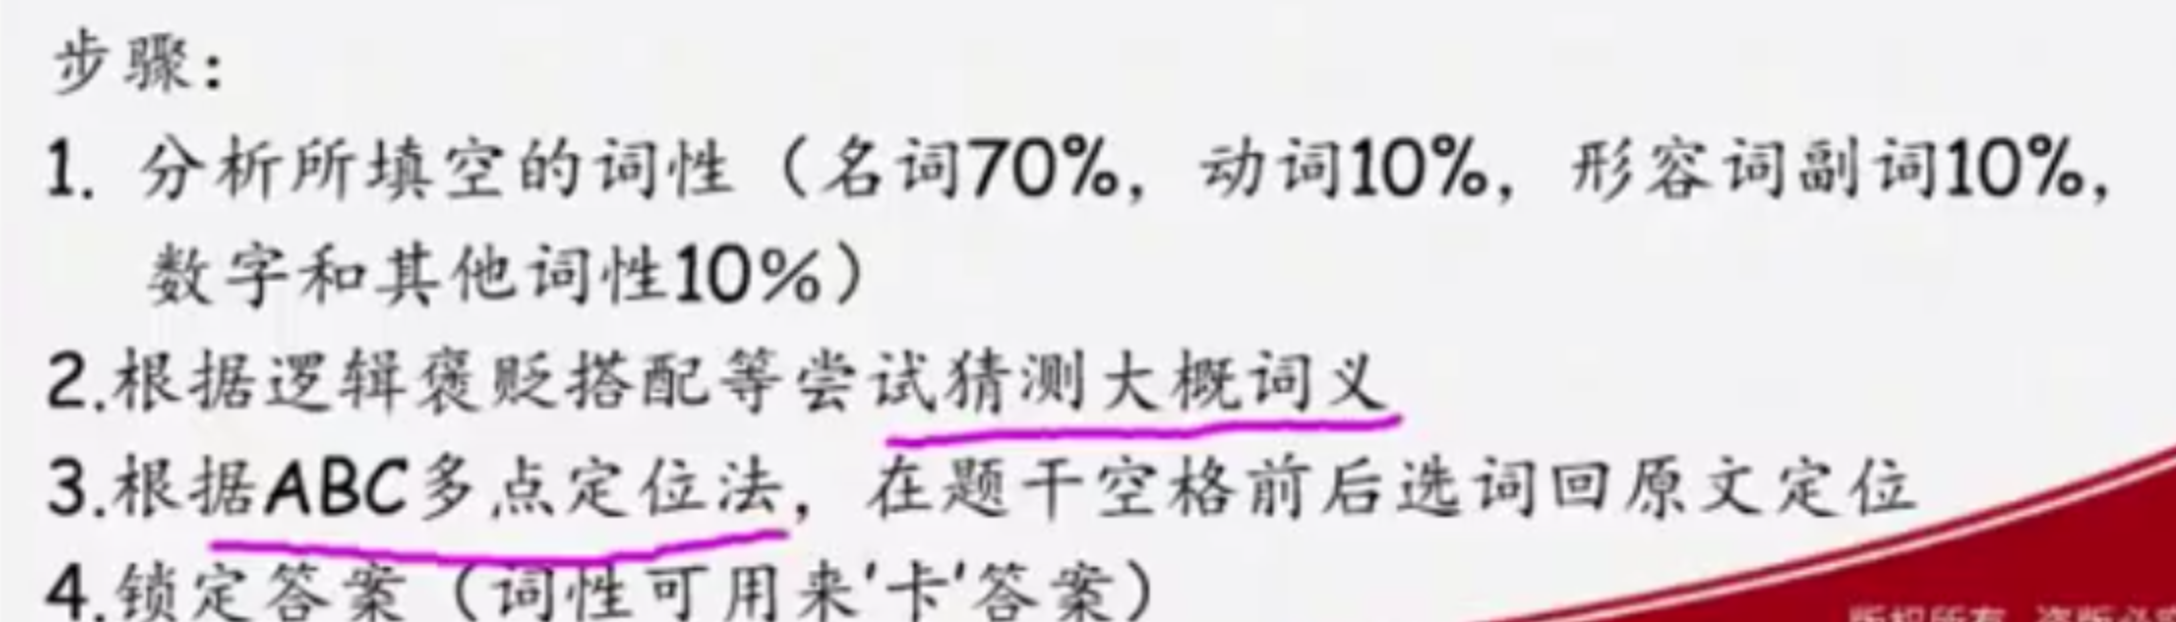 步骤:
1. 分析所填空的词性（名词70%，动词10%，形容词副词10%，
数字和其他词性10%）
2.根据逻辑褒贬搭配等尝试猜测大概词义
3.根据ABC多点定位法，在题干空格前后选词回原文定位
4.锁定答案（词性可用来'卡'答案）
版权所有